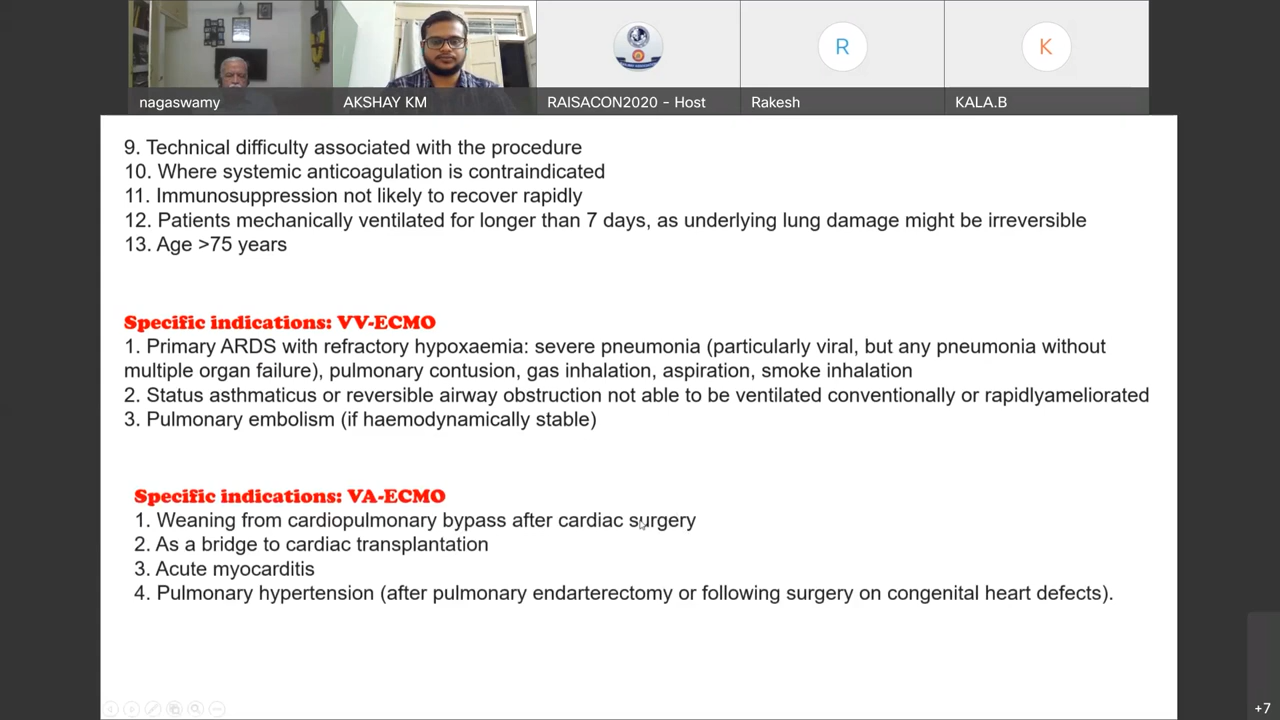 nagaswamy
AKSHAY KM
RAISACON2020 - Host
R
Rakesh
K
KALA.B
9. Technical difficulty associated with the procedure
10. Where systemic anticoagulation is contraindicated
11. Immunosuppression not likely to recover rapidly
12. Patients mechanically ventilated for longer than 7 days, as underlying lung damage might be irreversible
13. Age >75 years
Specific indications: VV-ECMO
1. Primary ARDS with refractory hypoxaemia: severe pneumonia (particularly viral, but any pneumonia without
multiple organ failure), pulmonary contusion, gas inhalation, aspiration, smoke inhalation
2. Status asthmaticus or reversible airway obstruction not able to be ventilated conventionally or rapidlyameliorated
3. Pulmonary embolism (if haemodynamically stable)
Specific indications: VA-ECMO
1. Weaning from cardiopulmonary bypass after cardiac surgery
2. As a bridge to cardiac transplantation
3. Acute myocarditis
4. Pulmonary hypertension (after pulmonary endarterectomy or following surgery on congenital heart defects).
+7